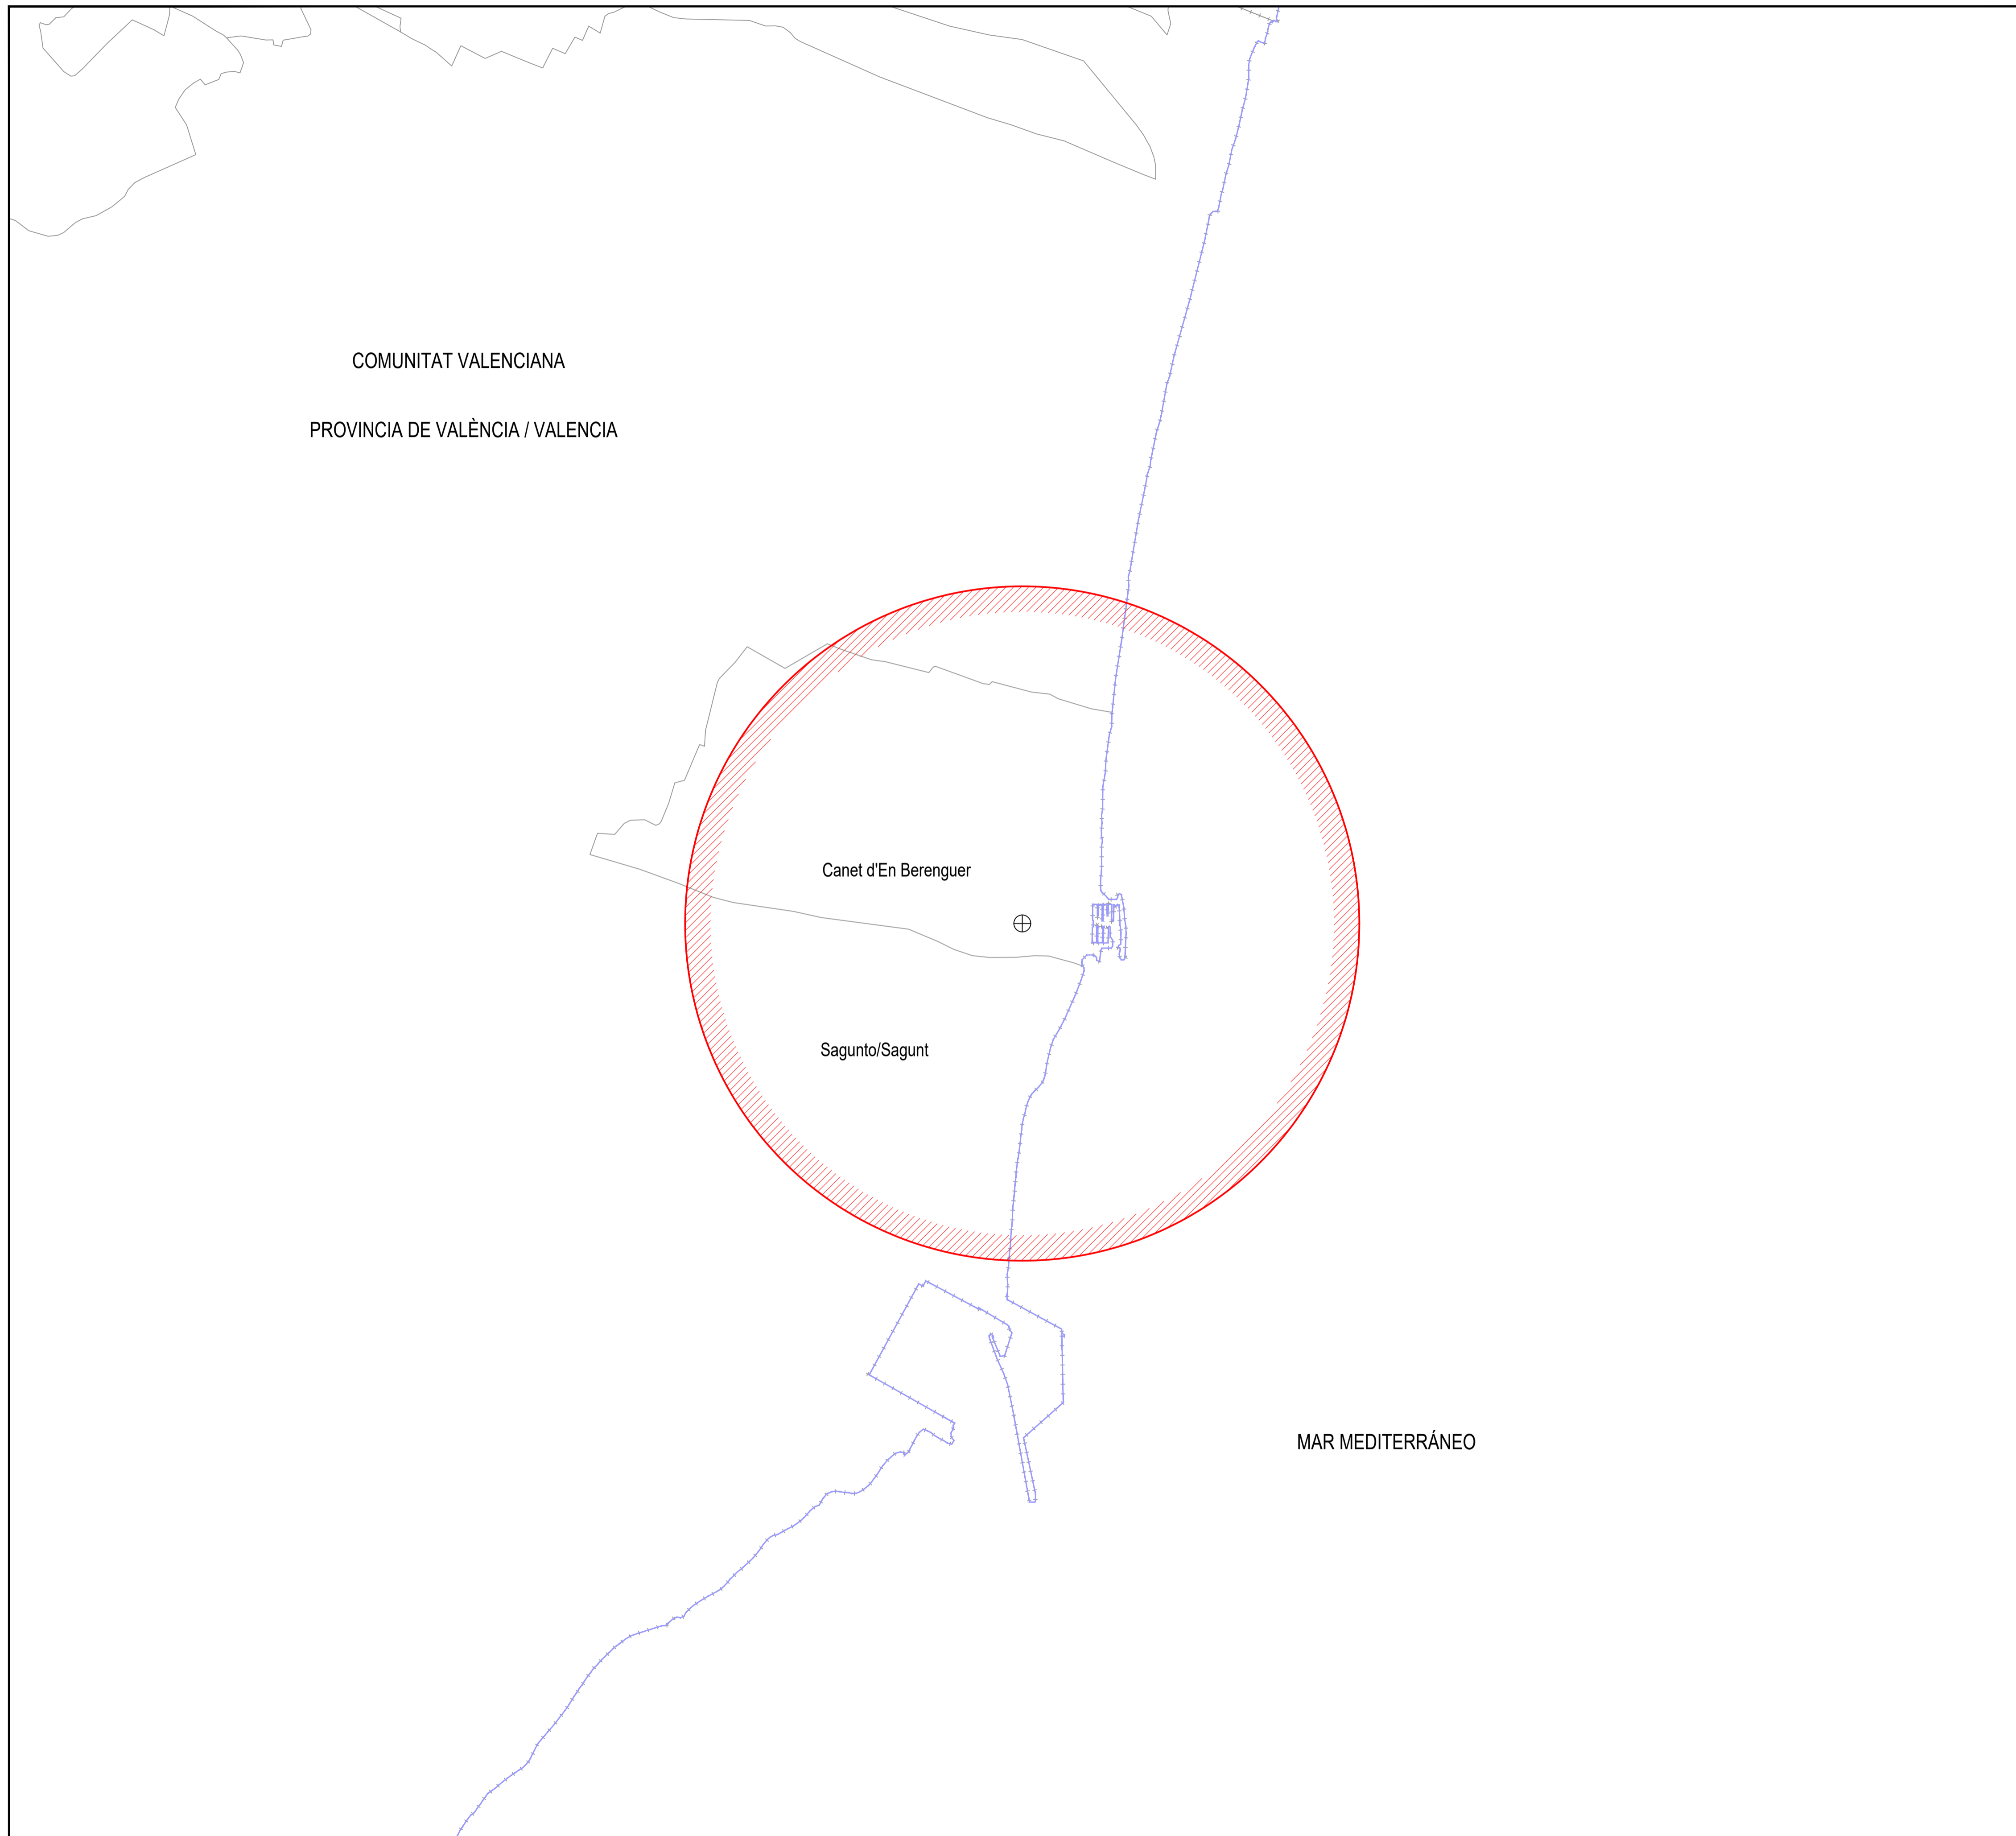 COMUNITAT VALENCIANA
PROVINCIA DE VALÈNCIA / VALENCIA
Canet d'En Berenguer
Sagunto/Sagunt
MAR MEDITERRÁNEO